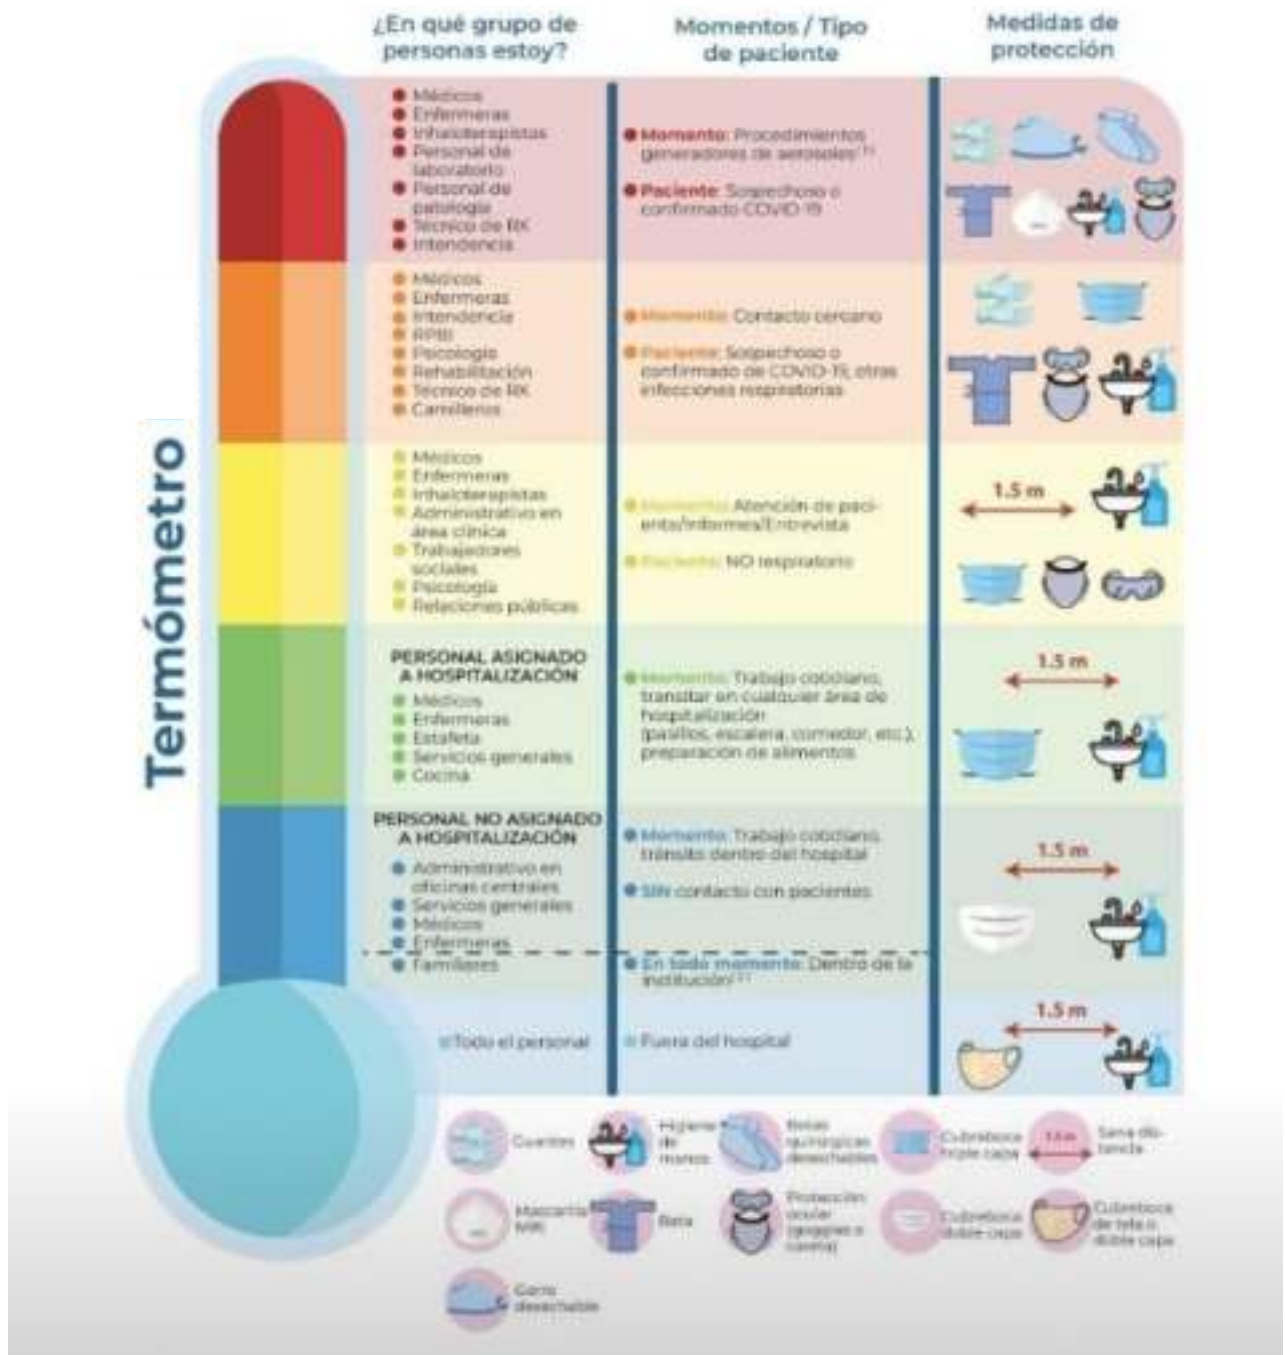 ¿En qué grupo de
personas estoy?
Momentos / Tipo
de paciente
Medidas de
protección
Termómetro
Médicos
Enfermeras
Inhaloterapistas
Personal de
laboratorio
Personal de
patología
Técnico de RX
Intendencia
Momento: Procedimientos
generadores de aerosoles
Paciente: Sospechoso o
confirmado COVID-19
Médicos
Enfermeras
Intendencia
RPBI
Psicología
Rehabilitación
Técnico de RX
Camilleros
Momento: Contacto cercano
Paciente: Sospechoso o
confirmado de COVID-19, otras
infecciones respiratorias
Médicos
Enfermeras
Inhaloterapistas
Administrativo en
área clínica
Trabajadores
sociales
Psicología
Relaciones públicas
Momento: Atención de paci-
ente/Informes/Entrevista
Paciente: NO respiratorio
1.5 m
PERSONAL ASIGNADO
A HOSPITALIZACIÓN
Médicos
Enfermeras
Estafeta
Servicios generales
Cocina
Momento: Trabajo cotidiano,
transitar en cualquier área de
hospitalización
(pasillos, escalera, comedor, etc.),
preparación de alimentos
1.5 m
PERSONAL NO ASIGNADO
A HOSPITALIZACIÓN
Administrativo en
oficinas centrales
Servicios generales
Médicos
Enfermeras
Familiares
Momento: Trabajo cotidiano,
tránsito dentro del hospital
SIN contacto con pacientes
En todo momento: Dentro de la
institución
1.5 m
Todo el personal
Fuera del hospital
1.5 m
Guantes
Higiene
de
manos
Botas
quirúrgicas
desechables
Cubreboca
triple capa
1.5 m
Sana dis-
tancia
Mascarilla
Bata
Protección
ocular
(goggles o
careta)
Cubreboca
doble capa
Cubreboca
de tela o
doble capa
Gorro
desechable